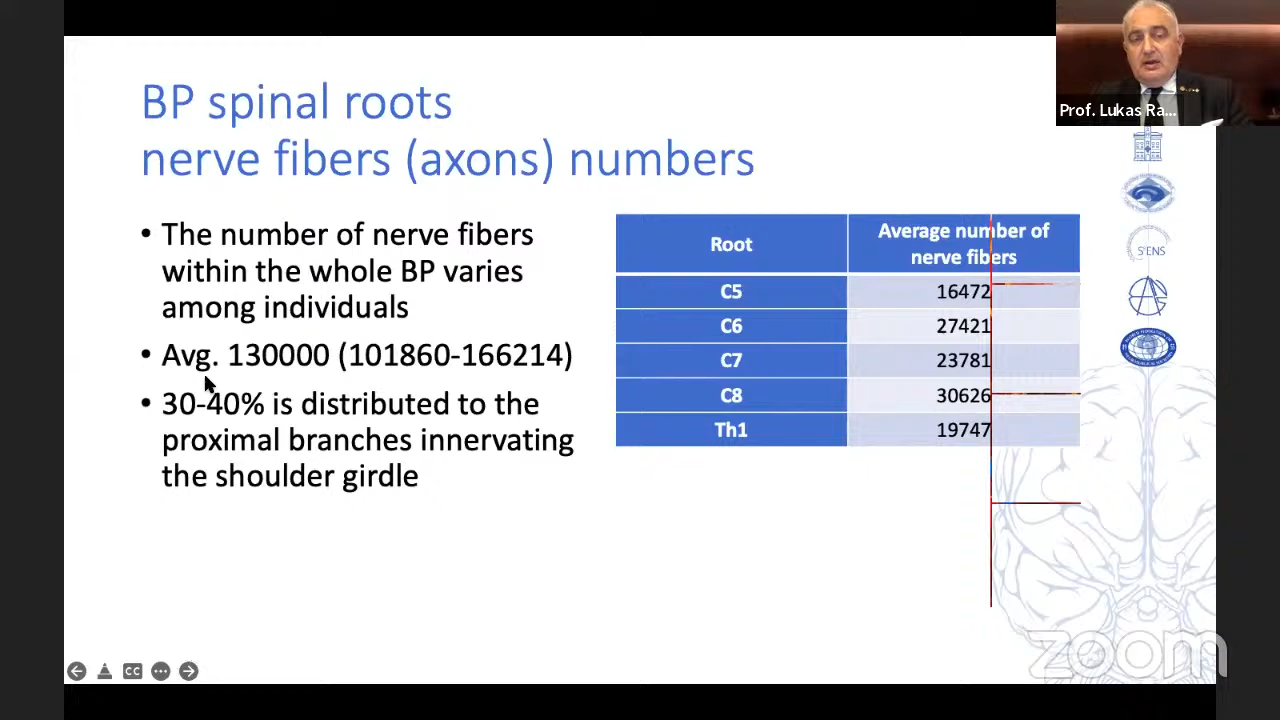 BP spinal roots
nerve fibers (axons) numbers
• The number of nerve fibers
within the whole BP varies
among individuals
• Avg. 130000 (101860-166214)
• 30-40% is distributed to the
proximal branches innervating
the shoulder girdle
Root Average number of
nerve fibers
C5 16472
C6 27421
C7 23781
C8 30626
Th1 19747
Prof. Lukas Ra...
SENS
CC
zoom